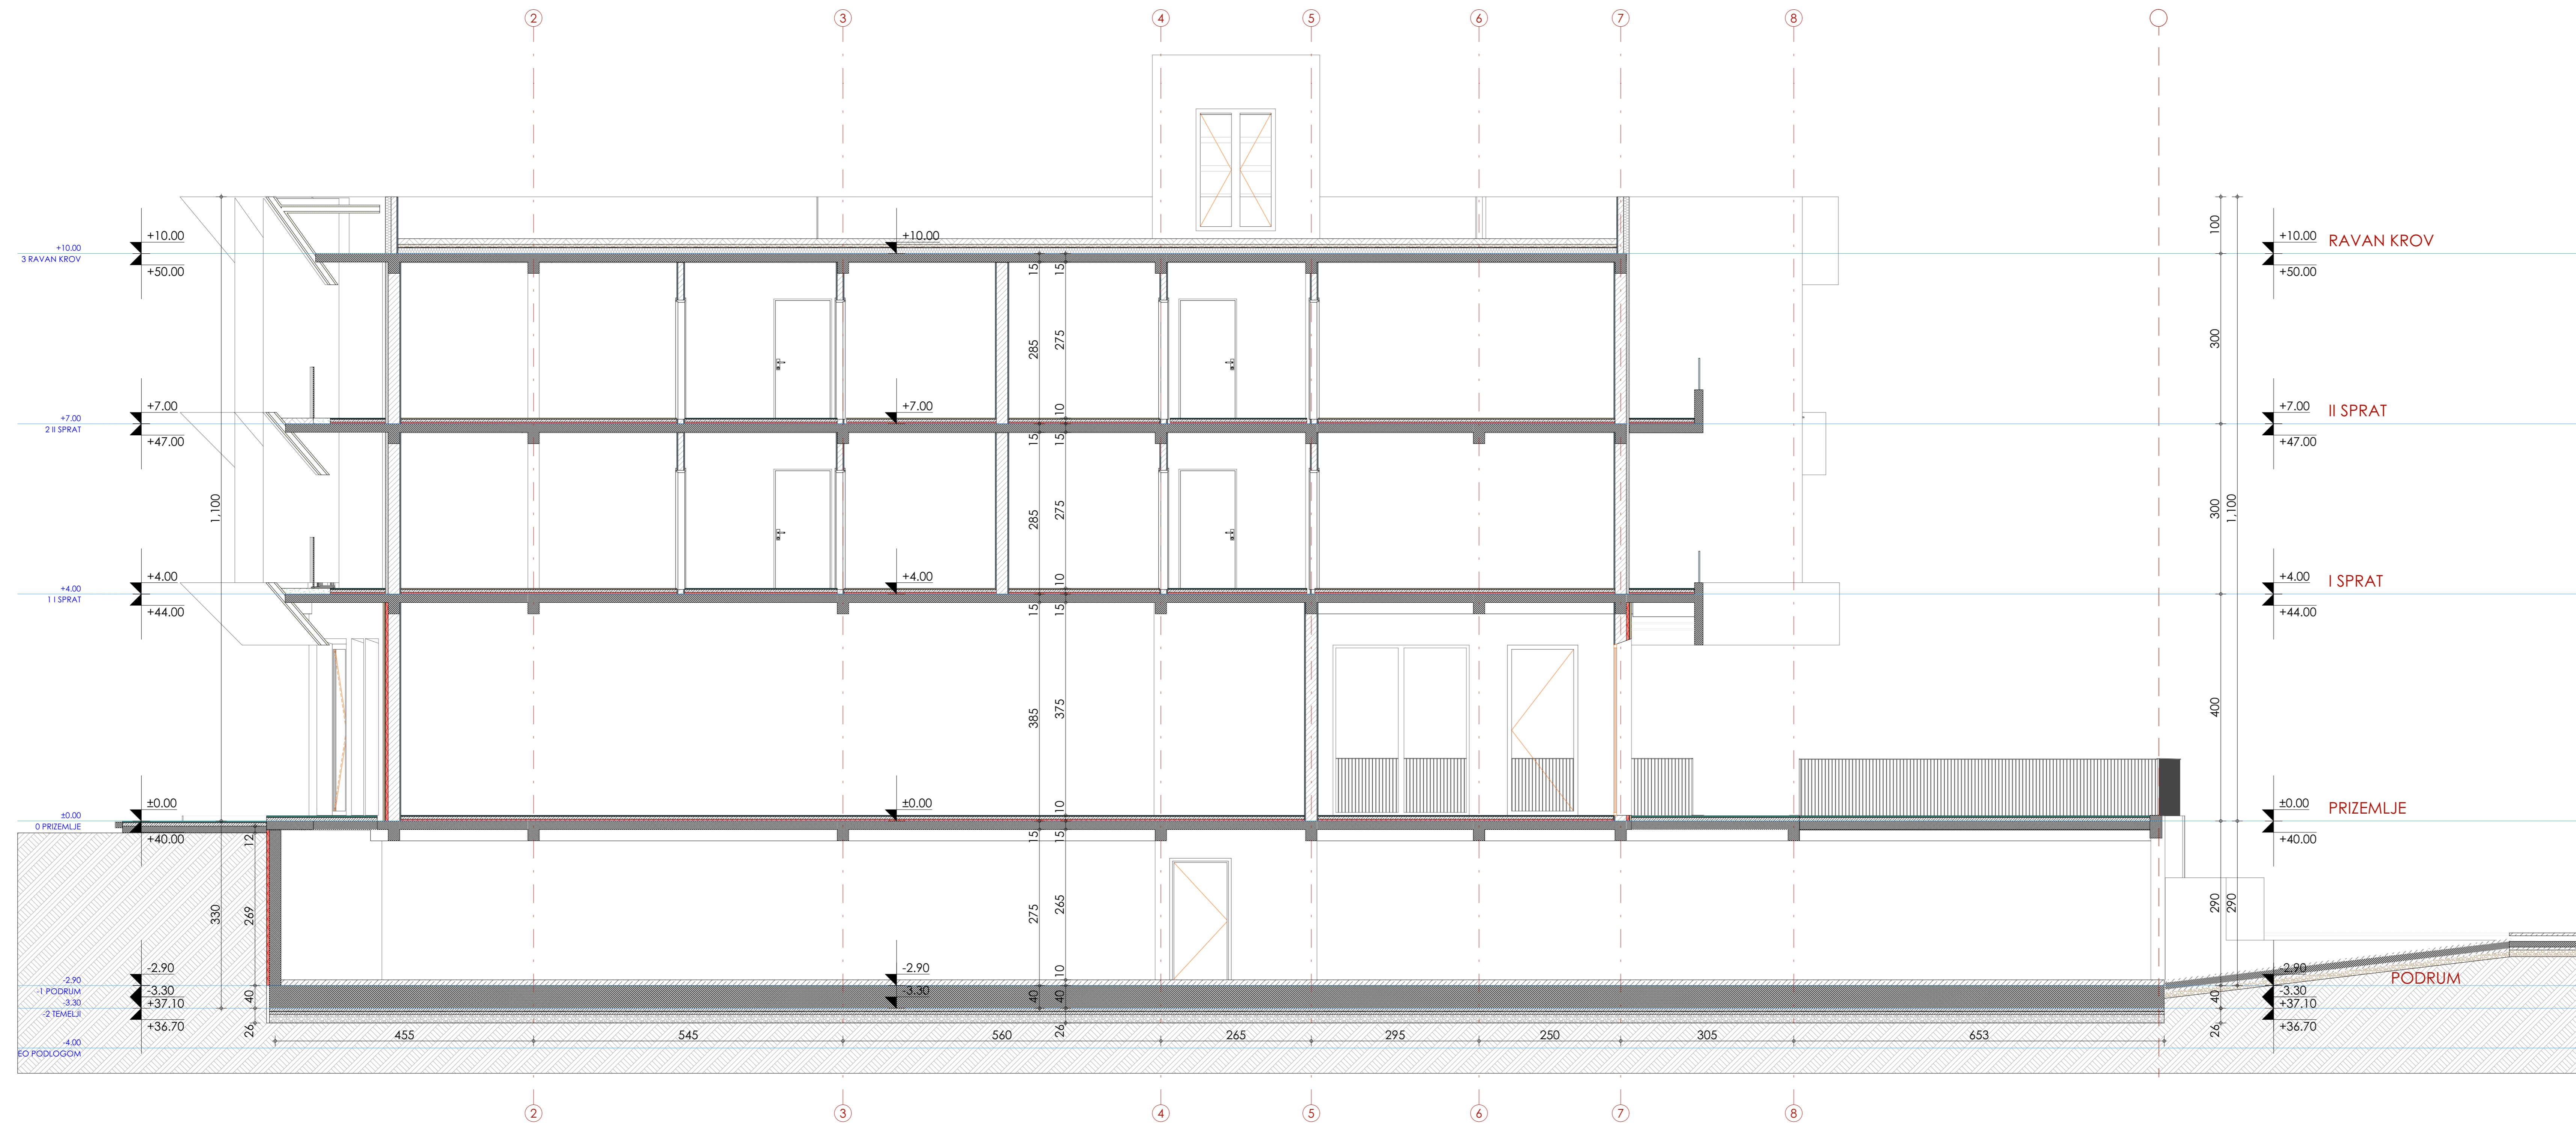 2 3 4 5 6 7 8
+10.00 +10.00 +10.00 RAVAN KROV
+10.00
3 RAVAN KROV
+50.00 +50.00
100
15 15
285 275 300
+7.00 +7.00 +7.00 II SPRAT
10
+7.00
2 II SPRAT
+47.00 +47.00
15 15
1,100 285 275 300 1,100
+4.00 +4.00 +4.00 I SPRAT
10
+4.00
1 I SPRAT
+44.00 +44.00
15 15
385 375 400
±0.00 ±0.00 ±0.00 PRIZEMLJE
10
±0.00
0 PRIZEMLJE
+40.00 12 15 15 +40.00
330 269 275 265 290 290
-2.90 -2.90 10 -2.90 PODRUM
-2.90
-1 PODRUM
-3.30 -3.30 -3.30
40 40 40 40
-3.30
+37.10 +37.10
-2 TEMELJI
+36.70 26 26 26 +36.70
455 545 560 265 295 250 305 653
-4.00
EO PODLOGOM
2 3 4 5 6 7 8